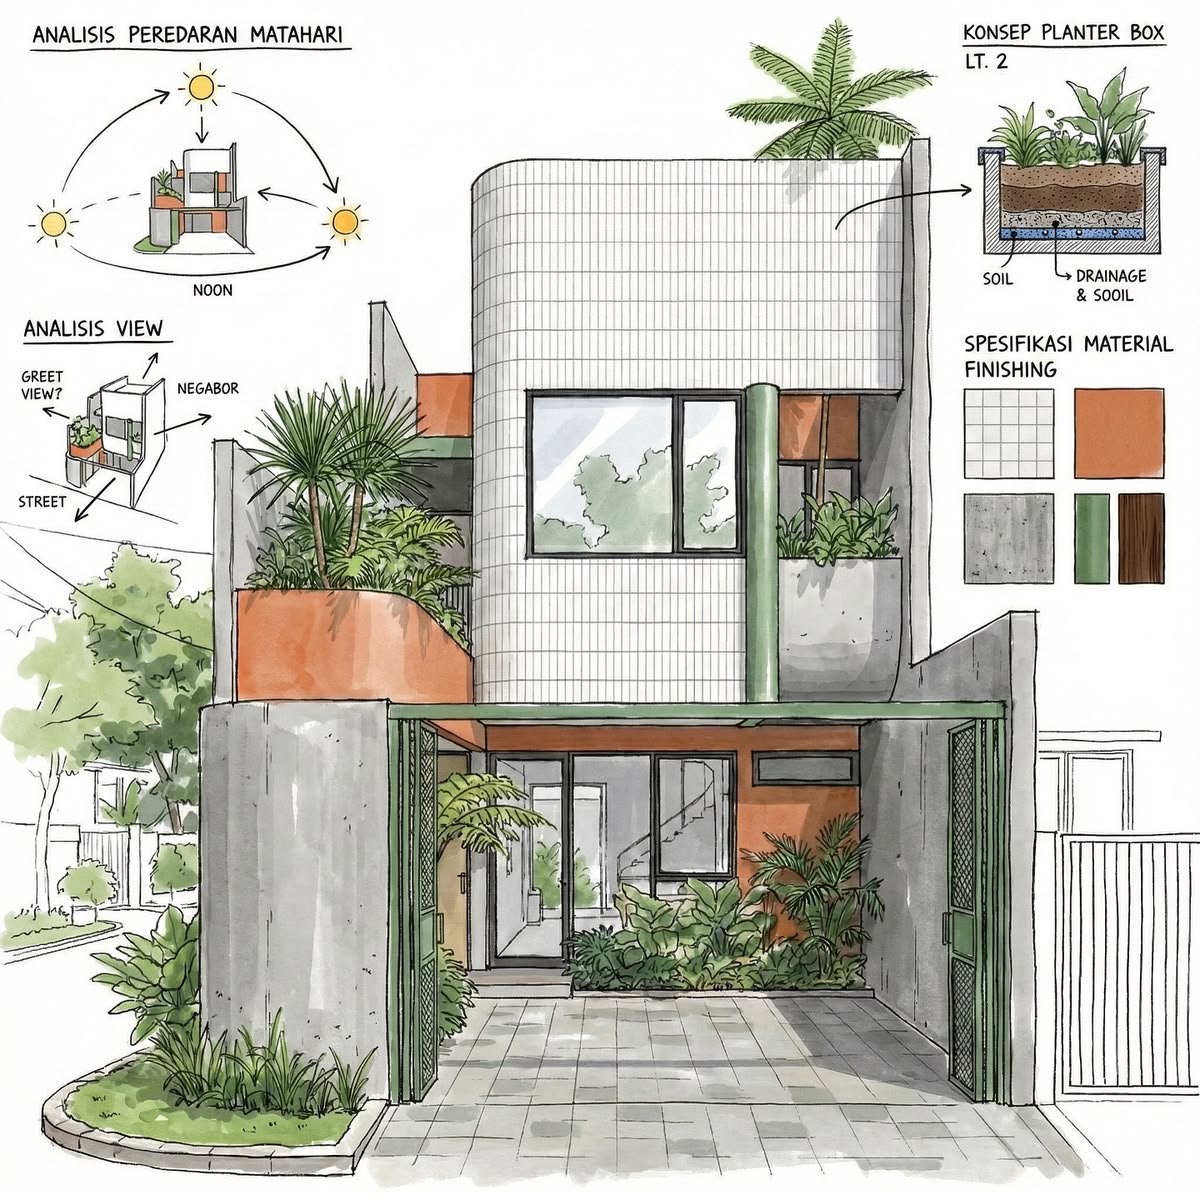 ANALISIS PEREDARAN MATAHARI
NOON
ANALISIS VIEW
GREET
VIEW?
NEGABOR
STREET
KONSEP PLANTER BOX
LT. 2
SOIL
DRAINAGE
& SOOIL
SPESIFIKASI MATERIAL
FINISHING